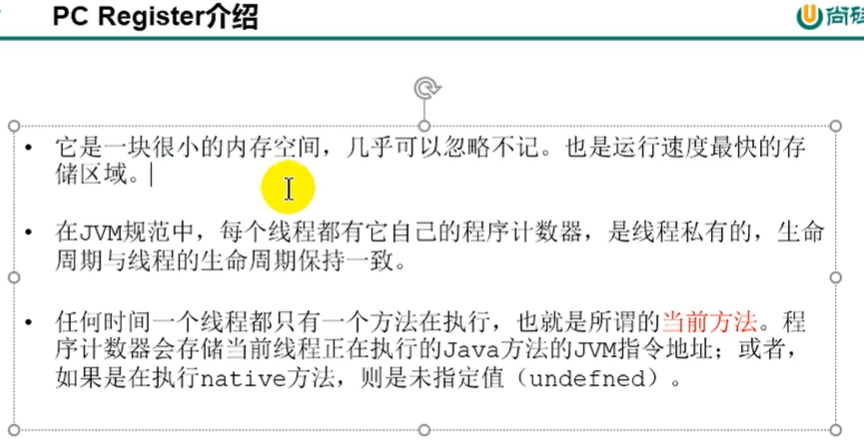 PC Register介绍
尚硅
• 它是一块很小的内存空间，几乎可以忽略不记。也是运行速度最快的存
储区域。
• 在JVM规范中，每个线程都有它自己的程序计数器，是线程私有的，生命
周期与线程的生命周期保持一致。
• 任何时间一个线程都只有一个方法在执行，也就是所谓的当前方法。程
序计数器会存储当前线程正在执行的Java方法的JVM指令地址；或者，
如果是在执行native方法，则是未指定值（undefned）。